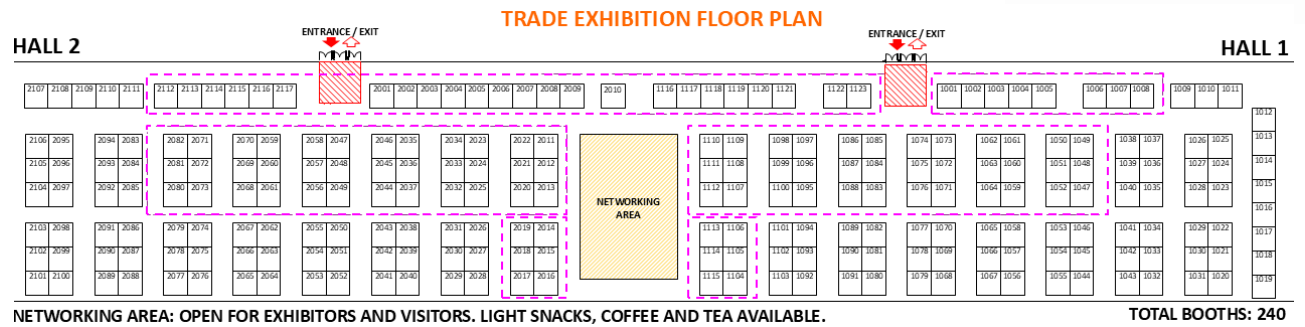 TRADE EXHIBITION FLOOR PLAN
ENTRANCE / EXIT ENTRANCE / EXIT
HALL 2 HALL 1
2107 2108 2109 2110 2111 2112 2113 2114 2115 2116 2117 2001 2002 2003 2004 2005 2006 2007 2008 2009 2010 1116 1117 1118 1119 1120 1121 1122 1123 1001 1002 1003 1004 1005 1006 1007 1008 1009 1010 1011
1012
2106 2095 2094 2083 2082 2071 2070 2059 2058 2047 2046 2035 2034 2023 2022 2011 1110 1109 1098 1097 1086 1085 1074 1073 1062 1061 1050 1049 1038 1037 1026 1025 1013
2105 2096 2093 2084 2081 2072 2069 2060 2057 2048 2045 2036 2033 2024 2021 2012 1111 1108 1099 1096 1087 1084 1075 1072 1063 1060 1051 1048 1039 1036 1027 1024 1014
2104 2097 2092 2085 2080 2073 2068 2061 2056 2049 2044 2037 2032 2025 2020 2013 1112 1107 1100 1095 1088 1083 1076 1071 1064 1059 1052 1047 1040 1035 1028 1023 1015
NETWORKING
AREA
1016
2103 2098 2091 2086 2079 2074 2067 2062 2055 2050 2043 2038 2031 2026 2019 2014 1113 1106 1101 1094 1089 1082 1077 1070 1065 1058 1053 1046 1041 1034 1029 1022 1017
2102 2099 2090 2087 2078 2075 2066 2063 2054 2051 2042 2039 2030 2027 2018 2015 1114 1105 1102 1093 1090 1081 1078 1069 1066 1057 1054 1045 1042 1033 1030 1021 1018
2101 2100 2089 2088 2077 2076 2065 2064 2053 2052 2041 2040 2029 2028 2017 2016 1115 1104 1103 1092 1091 1080 1079 1068 1067 1056 1055 1044 1043 1032 1031 1020 1019
NETWORKING AREA: OPEN FOR EXHIBITORS AND VISITORS. LIGHT SNACKS, COFFEE AND TEA AVAILABLE. TOTAL BOOTHS: 240